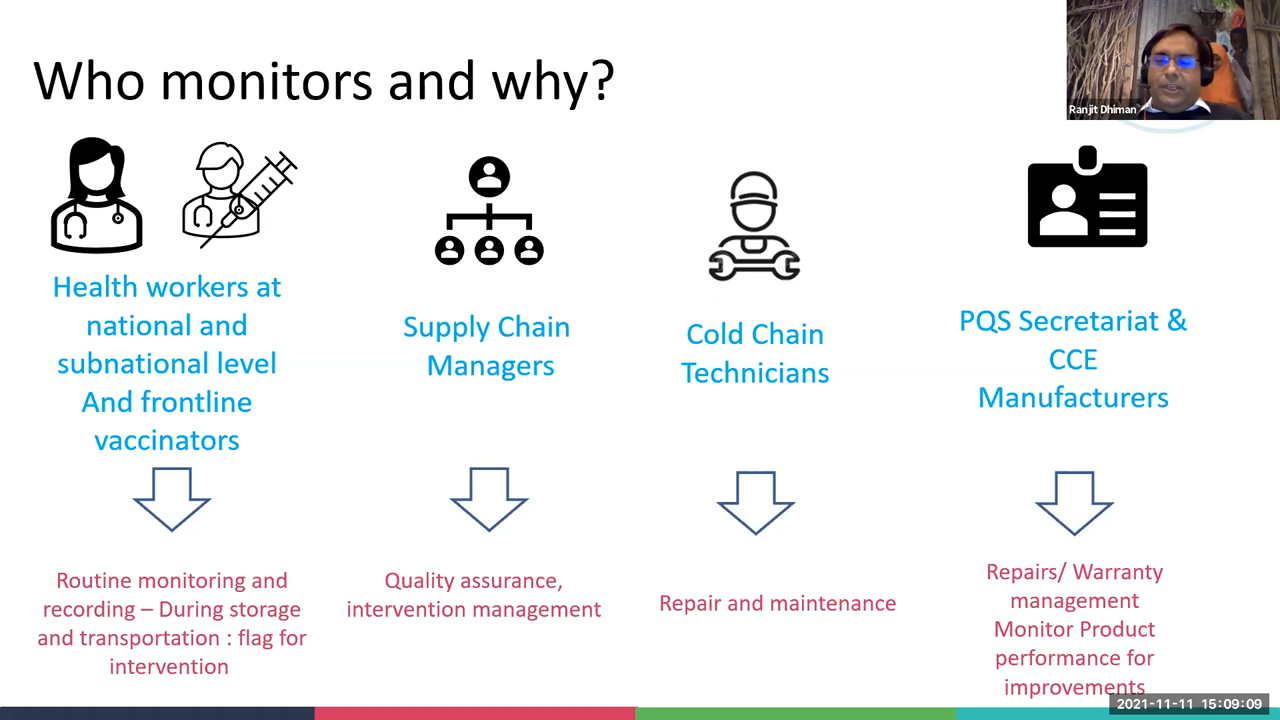 Who monitors and why?
Ranjit Dhiman
Health workers at
national and
subnational level
And frontline
vaccinators
Supply Chain
Managers
Cold Chain
Technicians
PQS Secretariat &
CCE
Manufacturers
Routine monitoring and
recording – During storage
and transportation : flag for
intervention
Quality assurance,
intervention management
Repair and maintenance
Repairs/ Warranty
management
Monitor Product
performance for
improvements
2021-11-11 15:09:09